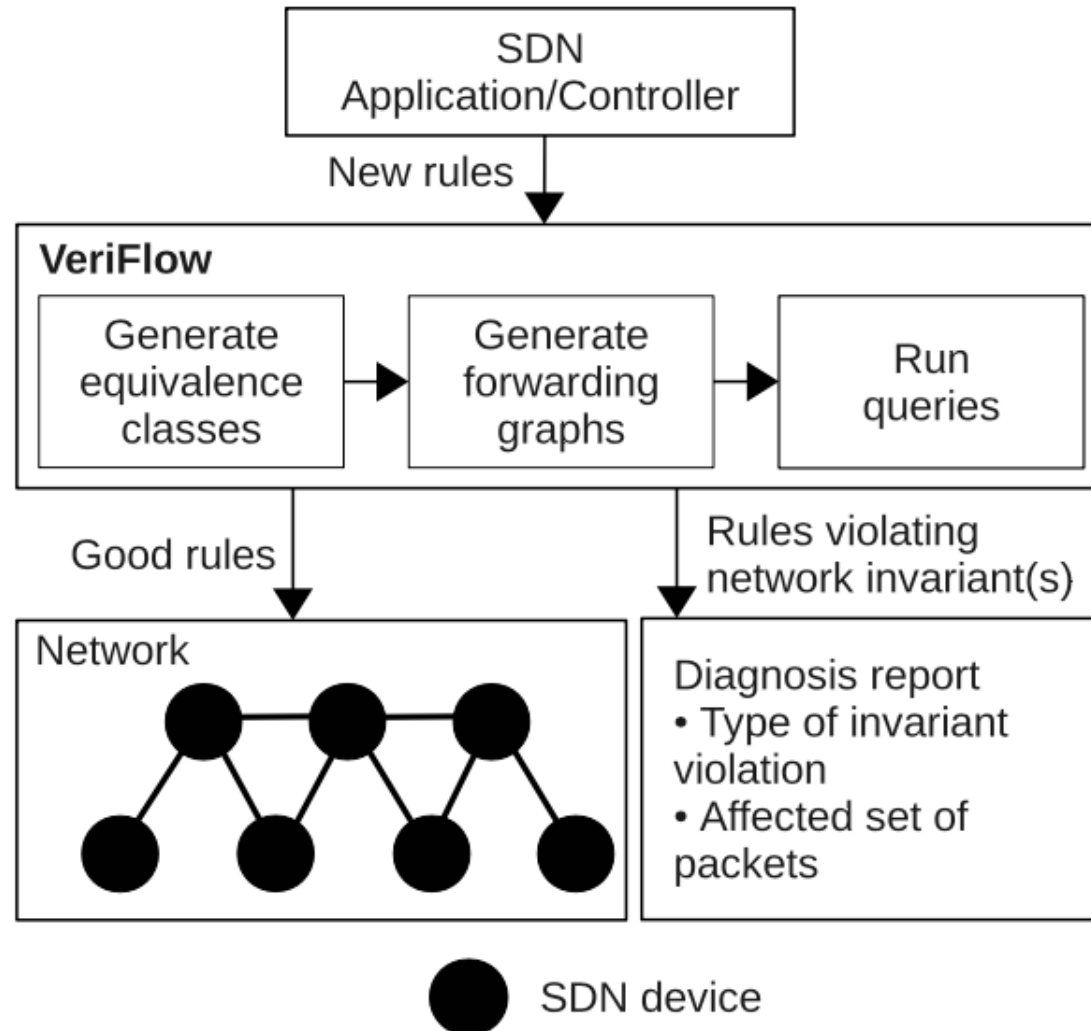 SDN
Application/Controller
New rules
VeriFlow
Generate
equivalence
classes
Generate
forwarding
graphs
Run
queries
Good rules
Rules violating
network invariant(s)
Network
Diagnosis report
• Type of invariant
violation
• Affected set of
packets
SDN device